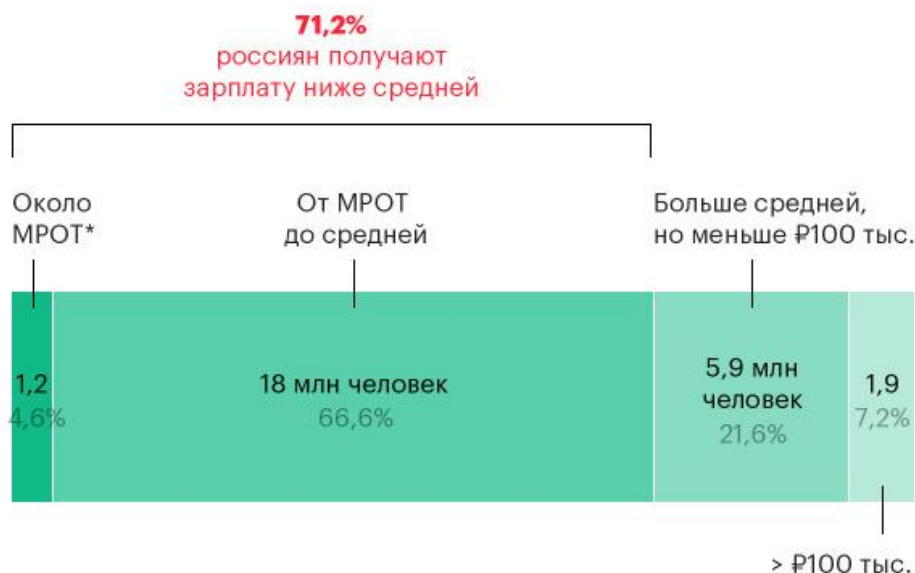 71,2%
россиян получают
зарплату ниже средней
Около
МРОТ*
От МРОТ
до средней
Больше средней,
но меньше ₽100 тыс.
1,2
4,6%
18 млн человек
66,6%
5,9 млн
человек
21,6%
1,9
7,2%
> ₽100 тыс.